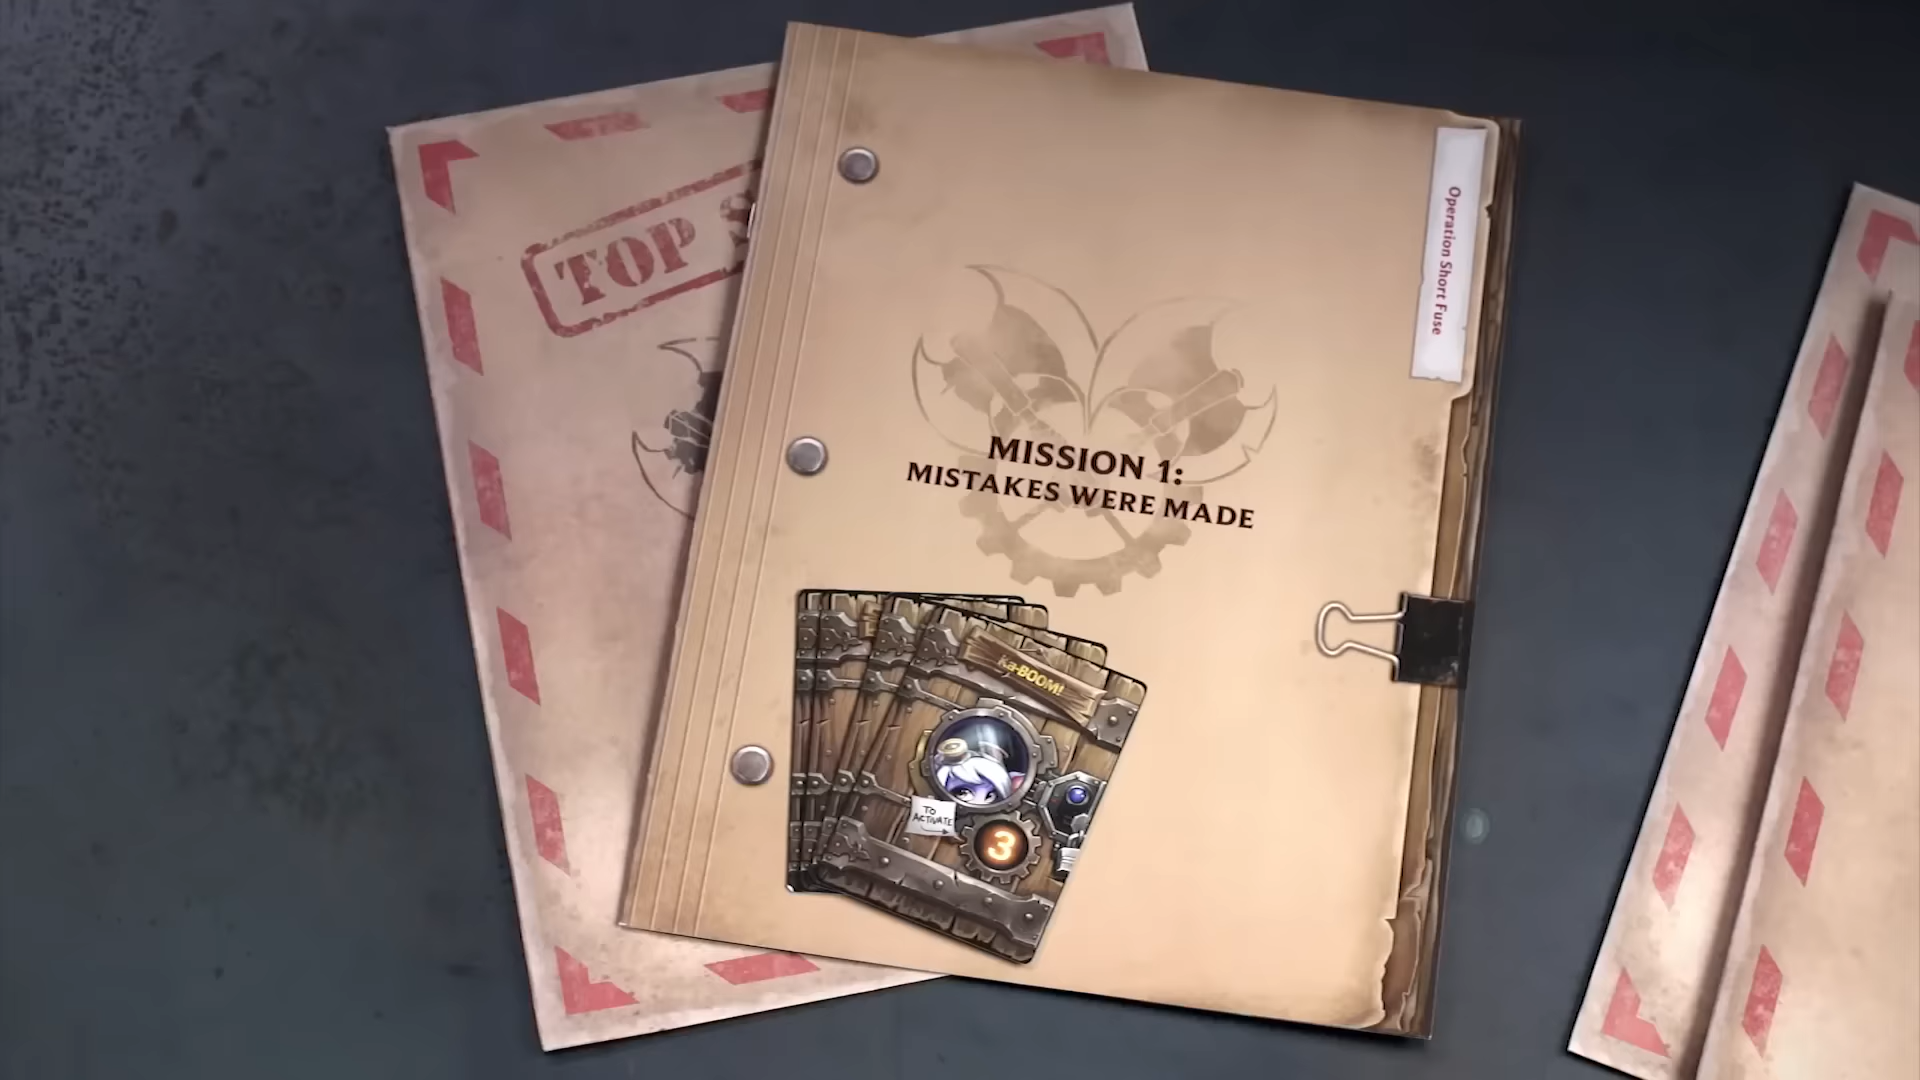 TOP S
Operation Short Fuse
MISSION 1:
MISTAKES WERE MADE
Ka-BOOM!
TO
ACTIVATE
3